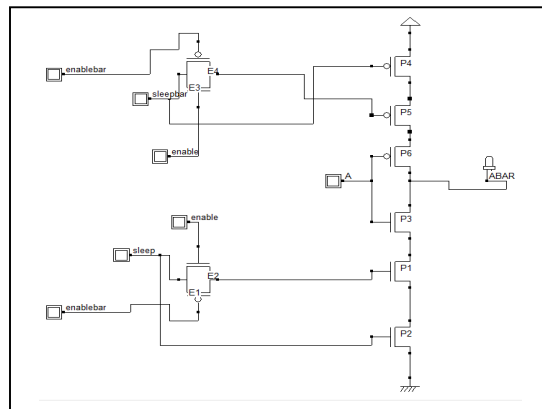 P4
enablebar
E4
E3
sleepbar
P5
enable
P6
A
ABAR
enable
P3
sleep
E2
P1
E1
enablebar
P2